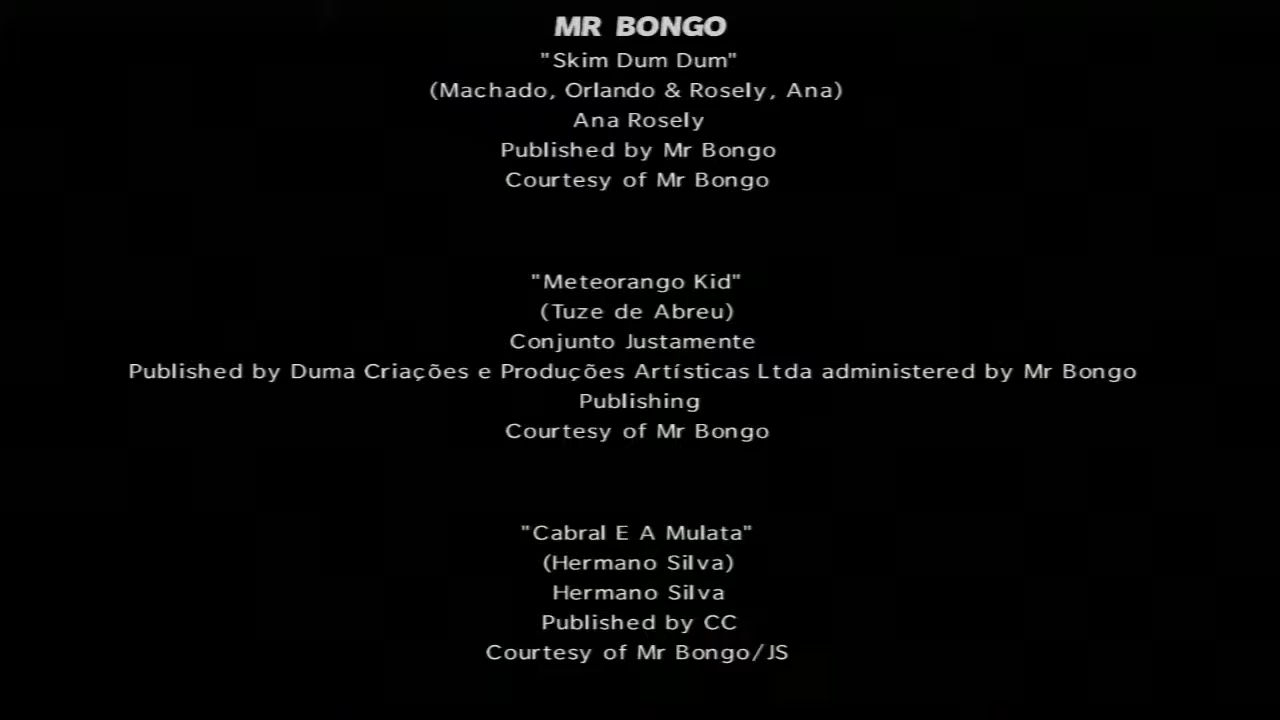 MR BONGO
"Skim Dum Dum"
(Machado, Orlando & Rosely, Ana)
Ana Rosely
Published by Mr Bongo
Courtesy of Mr Bongo
"Meteorango Kid"
(Tuze de Abreu)
Conjunto Justamente
Published by Duma Criações e Produções Artísticas Ltda administered by Mr Bongo
Publishing
Courtesy of Mr Bongo
"Cabral E A Mulata"
(Hermano Silva)
Hermano Silva
Published by CC
Courtesy of Mr Bongo/JS